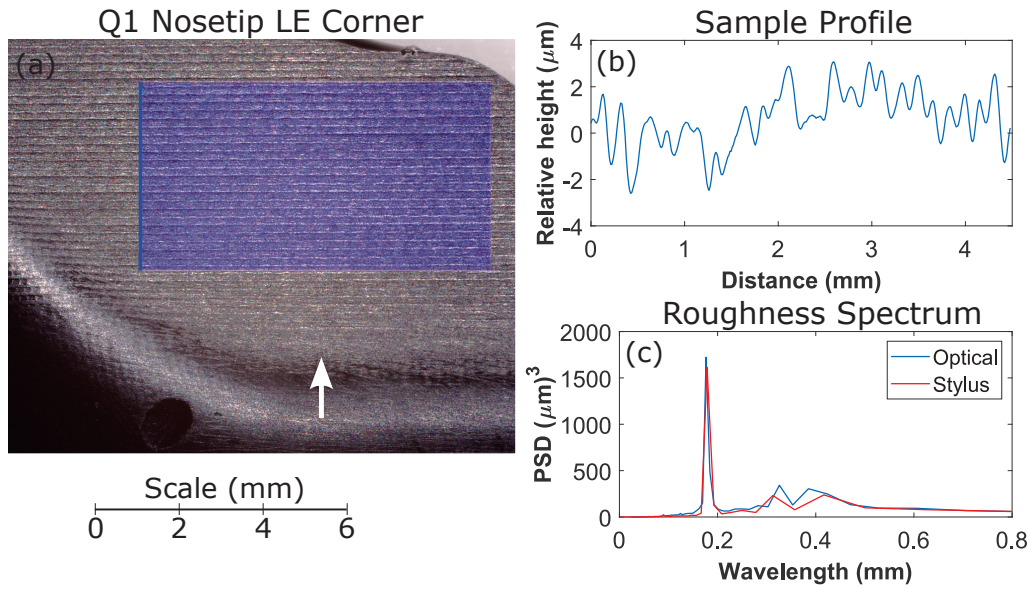 Q1 Nosetip LE Corner
(a)
Scale (mm)
0 2 4 6
Sample Profile
(b)
Relative height (μm)
4
2
0
-2
-4
0 1 2 3 4
Distance (mm)
Roughness Spectrum
(c)
Optical
Stylus
PSD (μm)³
2000
1500
1000
500
0
0 0.2 0.4 0.6 0.8
Wavelength (mm)